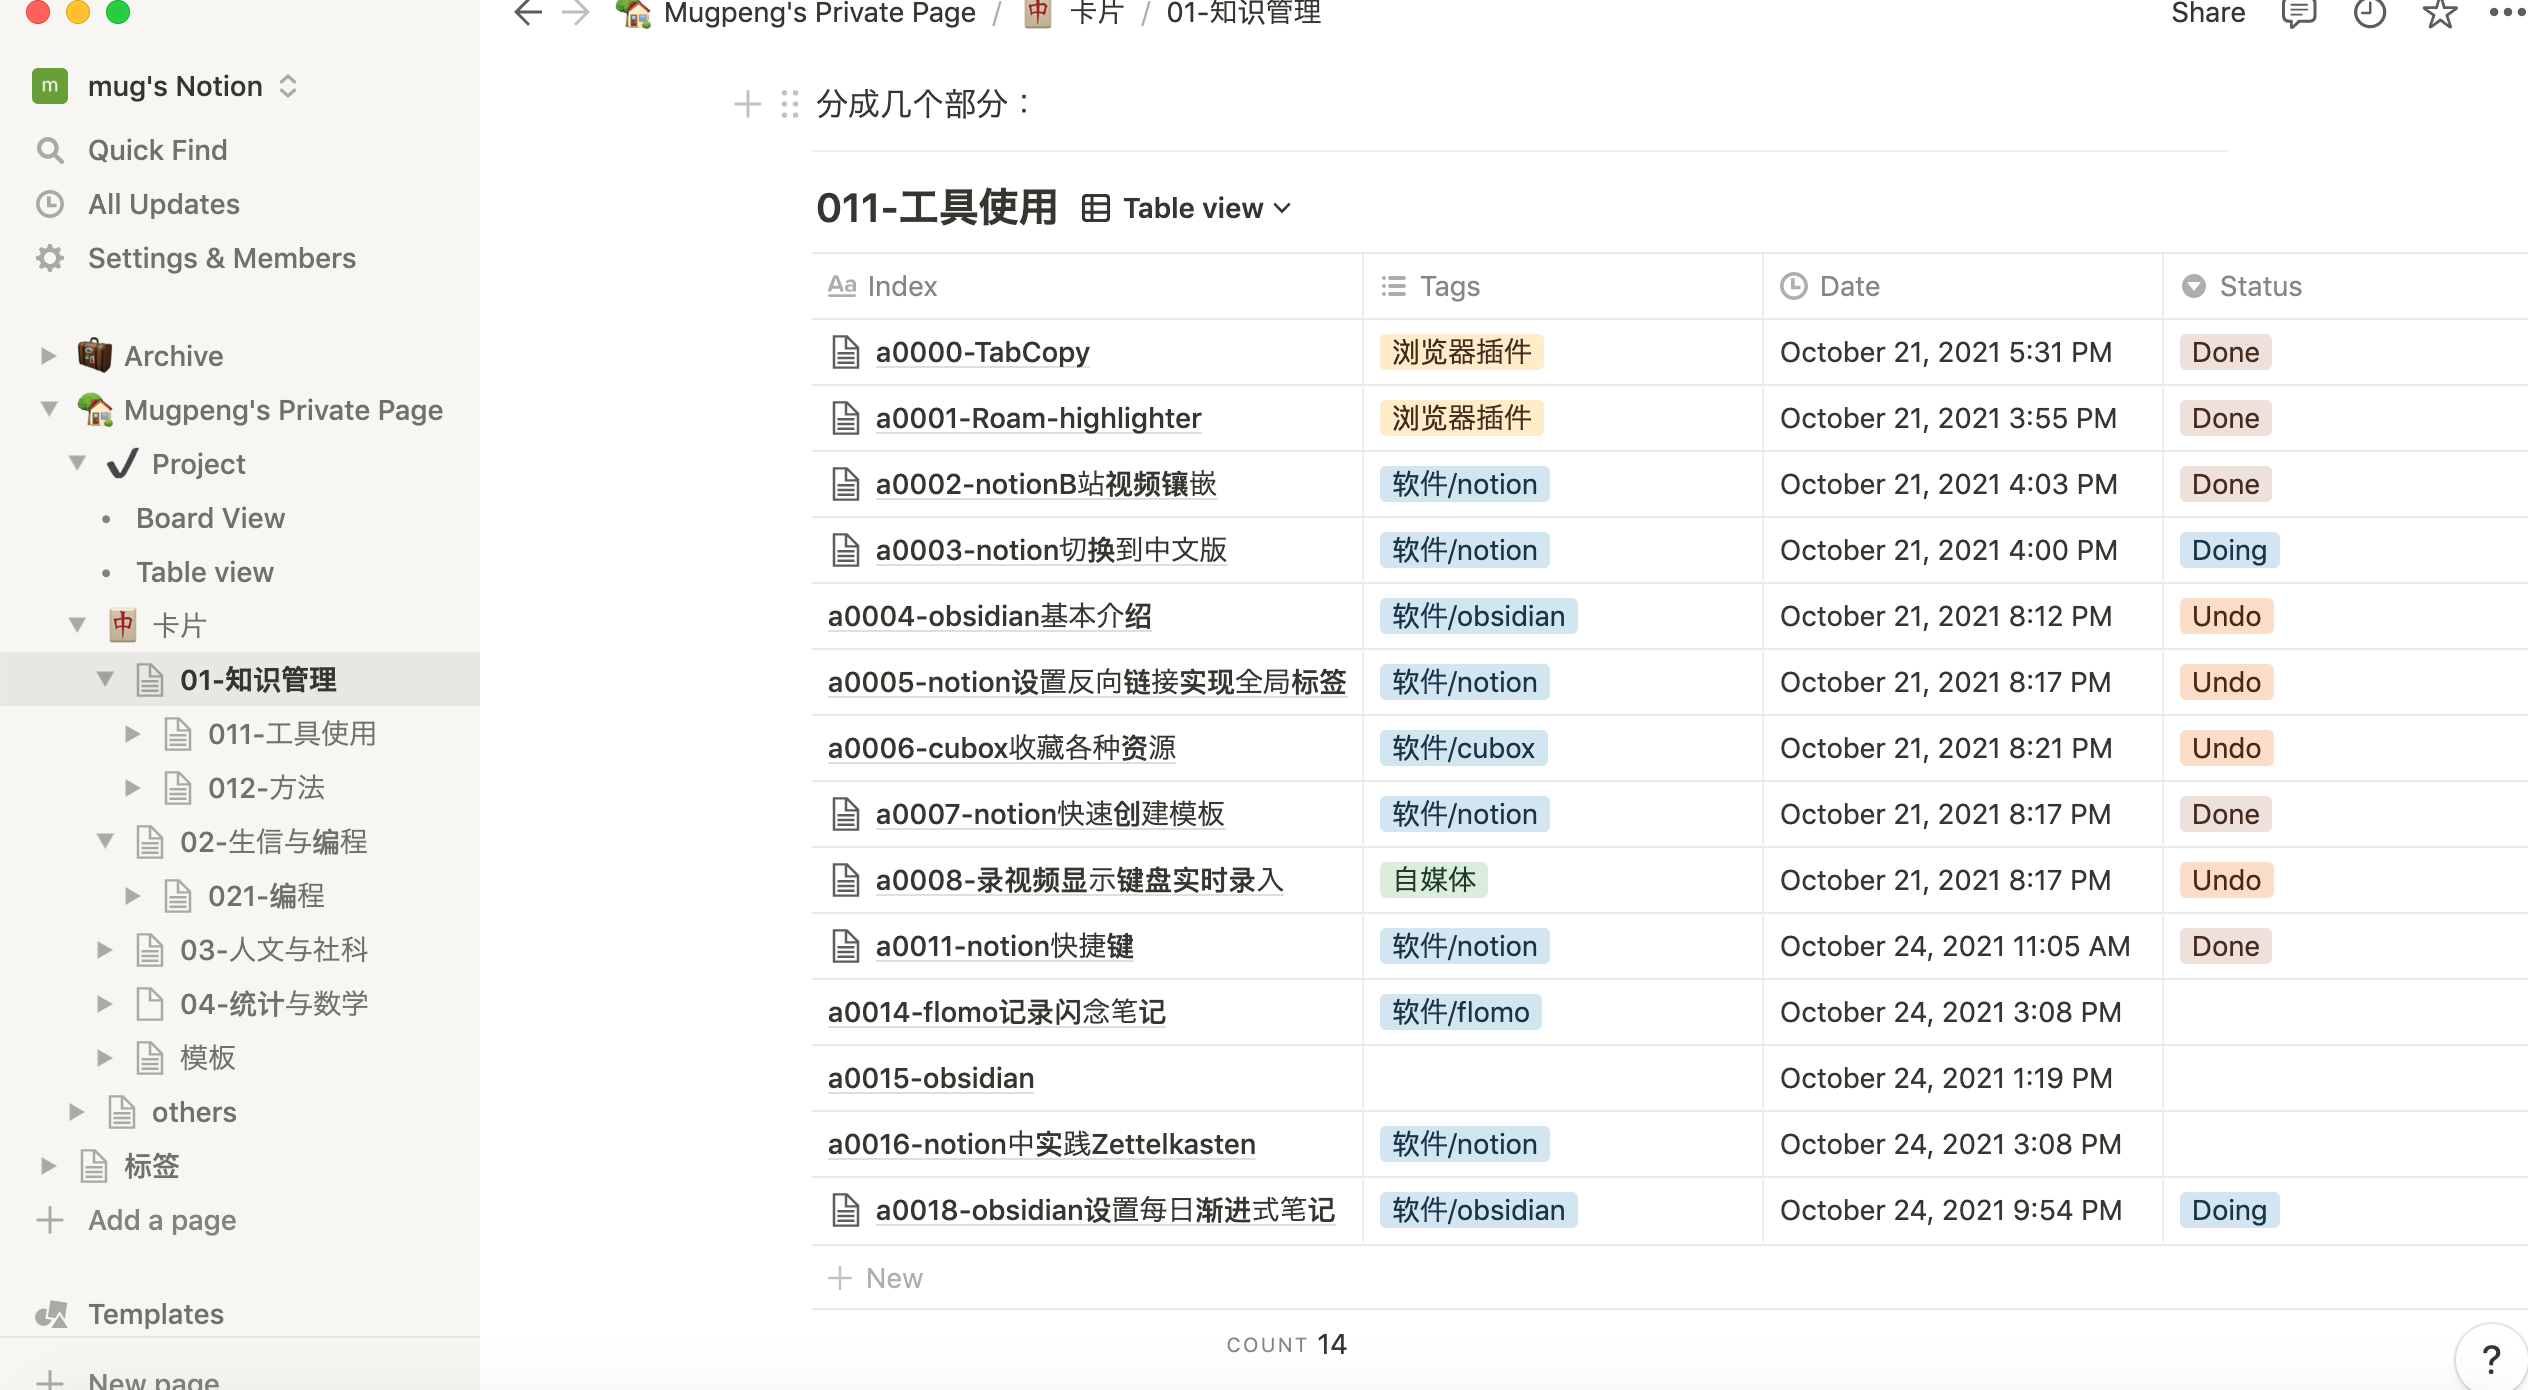 mug's Notion
Quick Find
All Updates
Settings & Members
Archive
Mugpeng's Private Page
Project
Board View
Table view
卡片
01-知识管理
011-工具使用
012-方法
02-生信与编程
021-编程
03-人文与社科
04-统计与数学
模板
others
标签
Add a page
Templates
New page
Mugpeng's Private Page / 卡片 / 01-知识管理
Share
分成几个部分：
011-工具使用 Table view
Index Tags Date Status
a0000-TabCopy 浏览器插件 October 21, 2021 5:31 PM Done
a0001-Roam-highlighter 浏览器插件 October 21, 2021 3:55 PM Done
a0002-notionB站视频镶嵌 软件/notion October 21, 2021 4:03 PM Done
a0003-notion切换到中文版 软件/notion October 21, 2021 4:00 PM Doing
a0004-obsidian基本介绍 软件/obsidian October 21, 2021 8:12 PM Undo
a0005-notion设置反向链接实现全局标签 软件/notion October 21, 2021 8:17 PM Undo
a0006-cubox收藏各种资源 软件/cubox October 21, 2021 8:21 PM Undo
a0007-notion快速创建模板 软件/notion October 21, 2021 8:17 PM Done
a0008-录视频显示键盘实时录入 自媒体 October 21, 2021 8:17 PM Undo
a0011-notion快捷键 软件/notion October 24, 2021 11:05 AM Done
a0014-flomo记录闪念笔记 软件/flomo October 24, 2021 3:08 PM
a0015-obsidian October 24, 2021 1:19 PM
a0016-notion中实践Zettelkasten 软件/notion October 24, 2021 3:08 PM
a0018-obsidian设置每日渐进式笔记 软件/obsidian October 24, 2021 9:54 PM Doing
New
COUNT 14
?